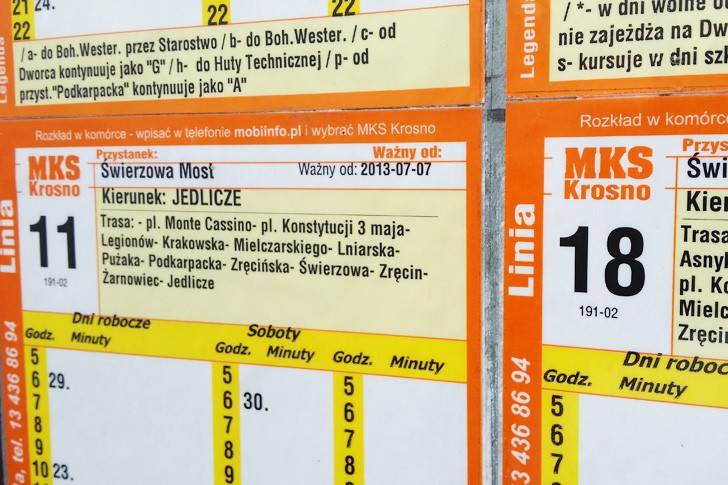 21 24.
22
22
22
/ a- do Boh.Wester. przez Starostwo / b- do Boh.Wester. / c- od
Dworca kontynuuje jako "G" / h- do Huty Technicznej / p- od
przyst."Podkarpacka" kontynuuje jako "A"
Legenda
/ *- w dni wolne o
nie zajeżdża na Dw
s- kursuje w dni szk
Legenda
Rozkład w komórce - wpisać w telefonie mobiinfo.pl i wybrać MKS Krosno
MKS
Krosno
Przystanek:
Ważny od:
Świerzowa Most
Ważny od: 2013-07-07
Kierunek: JEDLICZE
Linia
11
191-02
Trasa: - pl. Monte Cassino- pl. Konstytucji 3 maja-
Legionów- Krakowska- Mielczarskiego- Lniarska-
Pużaka- Podkarpacka- Zręcińska- Świerzowa- Zręcin-
Żarnowiec- Jedlicze
Dni robocze
Soboty
Godz. Minuty
Godz. Minuty
Godz. Minuty
5 5 5
6 29. 6 30. 6
7 7 7
8 8 8
9 9
10 23.
tel. 13 436 86 94
Rozkład w komórce
MKS
Krosno
Przys
Świe
Kier
Linia
18
191-02
Trasa
Asnyk
pl. Ko
Mielc
Zręci
Dni roboc
Godz. Minuty
5
6
7
8
3 436 86 94